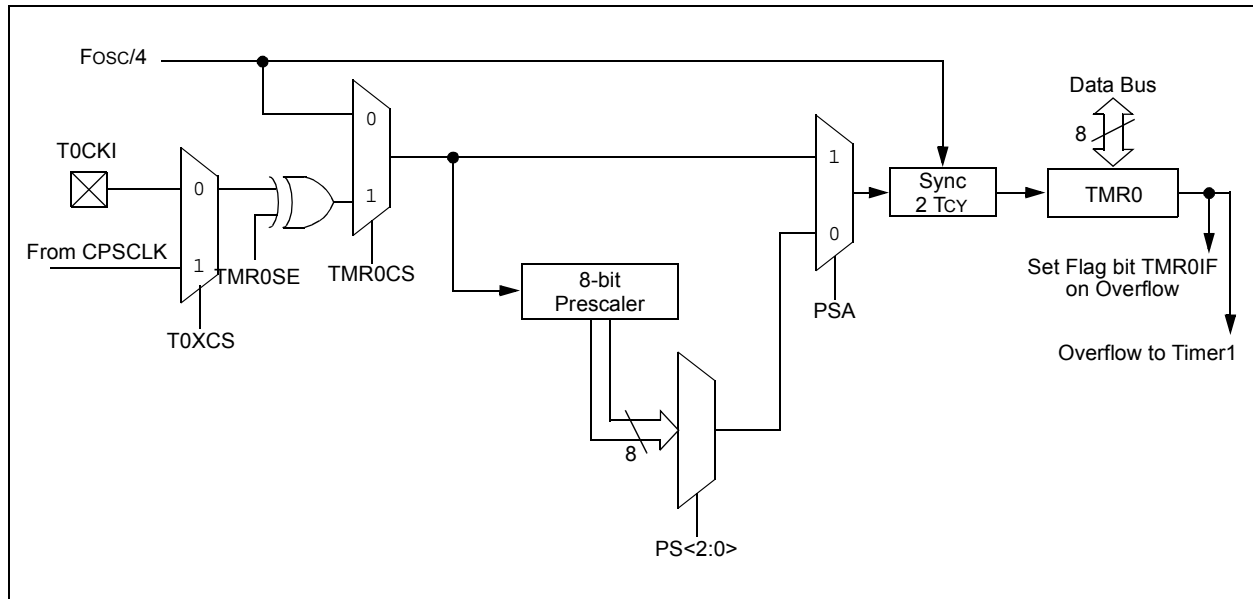 FOSC/4
T0CKI
0
1
From CPSCLK
T0XCS
TMR0SE
0
1
TMR0CS
8-bit
Prescaler
8
PS<2:0>
1
0
PSA
Sync
2 TCY
Data Bus
8
TMR0
Set Flag bit TMR0IF
on Overflow
Overflow to Timer1